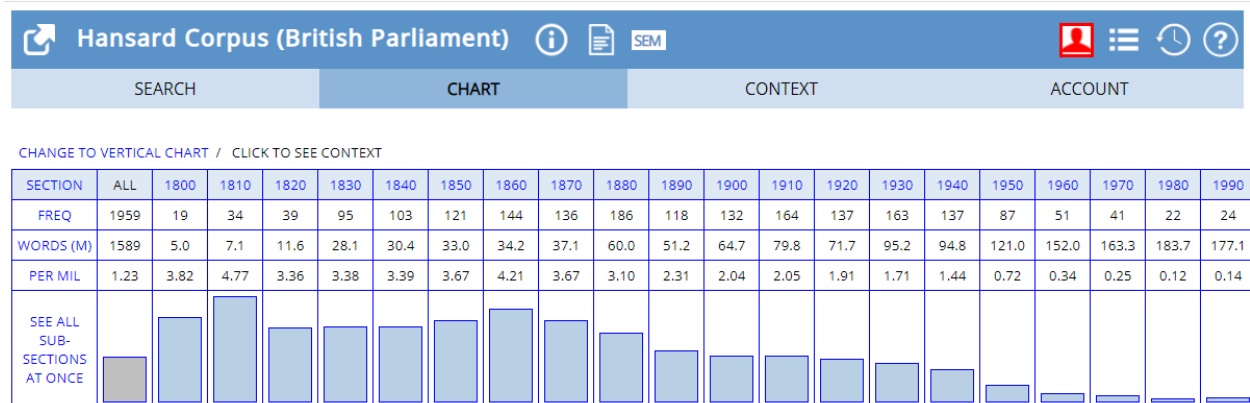 Hansard Corpus (British Parliament) SEM
SEARCH CHART CONTEXT ACCOUNT
CHANGE TO VERTICAL CHART / CLICK TO SEE CONTEXT
SECTION ALL 1800 1810 1820 1830 1840 1850 1860 1870 1880 1890 1900 1910 1920 1930 1940 1950 1960 1970 1980 1990
FREQ 1959 19 34 39 95 103 121 144 136 186 118 132 164 137 163 137 87 51 41 22 24
WORDS (M) 1589 5.0 7.1 11.6 28.1 30.4 33.0 34.2 37.1 60.0 51.2 64.7 79.8 71.7 95.2 94.8 121.0 152.0 163.3 183.7 177.1
PER MIL 1.23 3.82 4.77 3.36 3.38 3.39 3.67 4.21 3.67 3.10 2.31 2.04 2.05 1.91 1.71 1.44 0.72 0.34 0.25 0.12 0.14
SEE ALL
SUB-
SECTIONS
AT ONCE